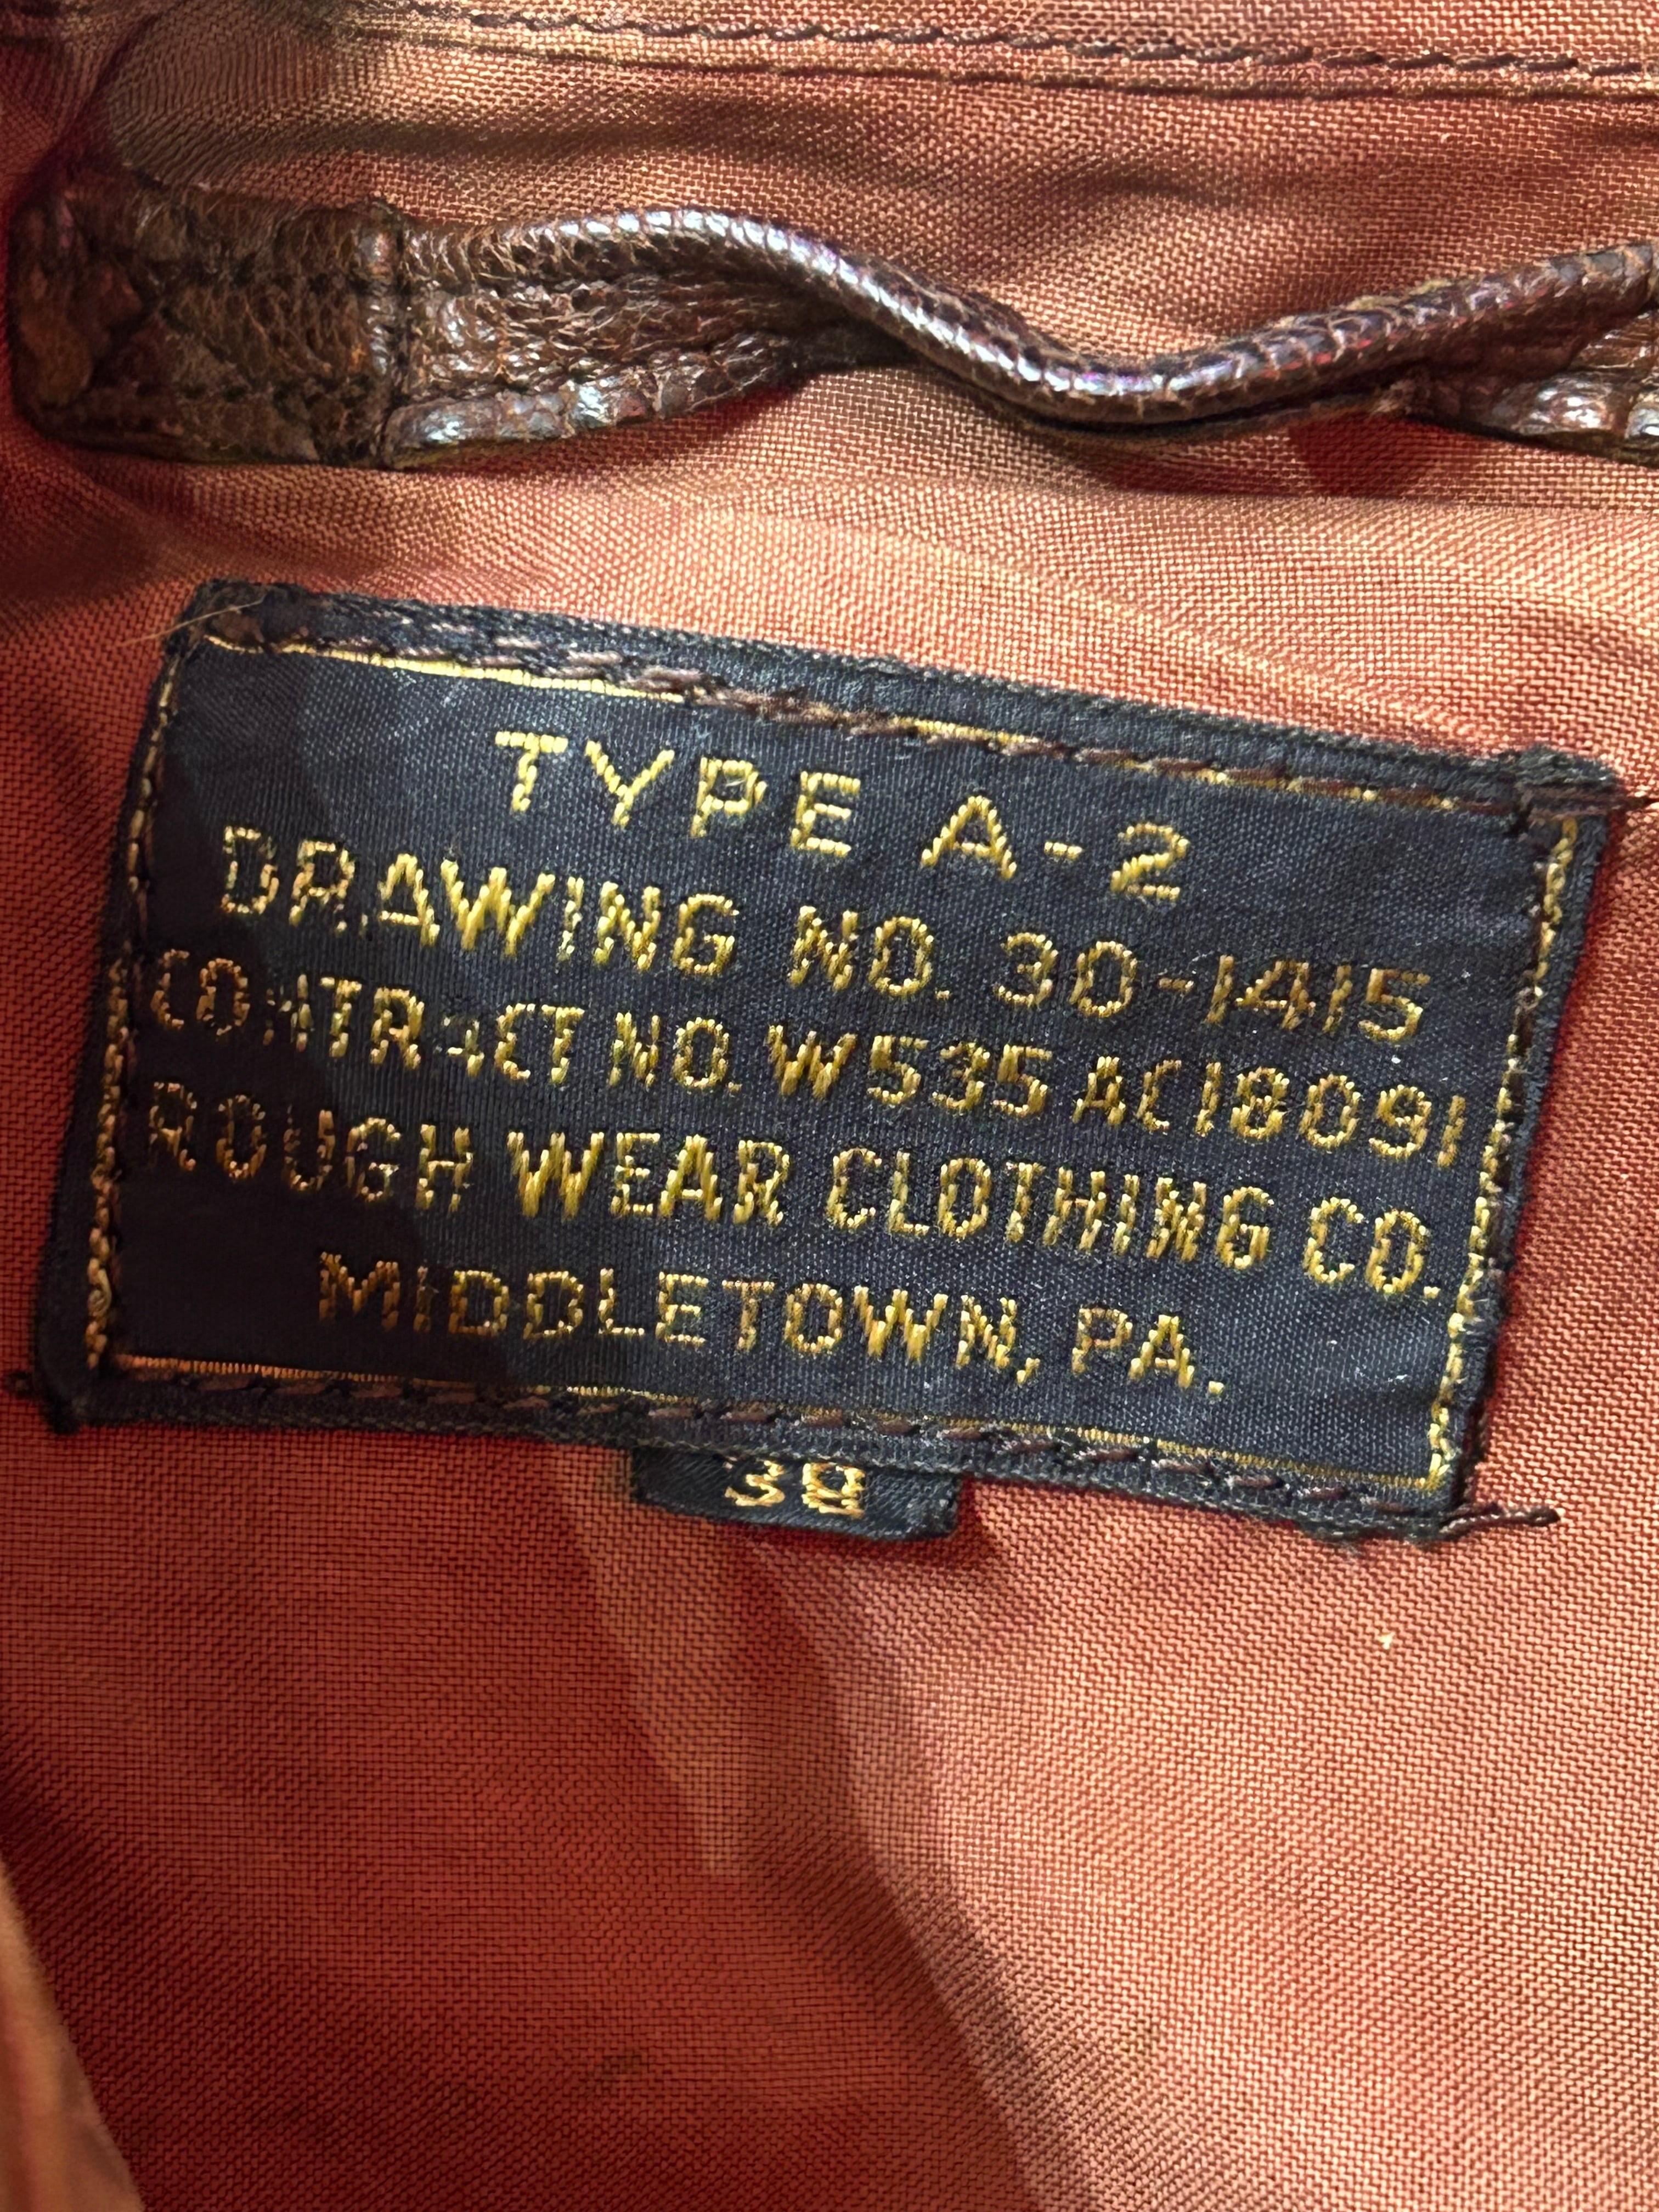 TYPE A-2
DRAWING NO. 30-1415
CONTRACT NO. W535 AC18091
ROUGH WEAR CLOTHING CO.
MIDDLETOWN, PA.
38